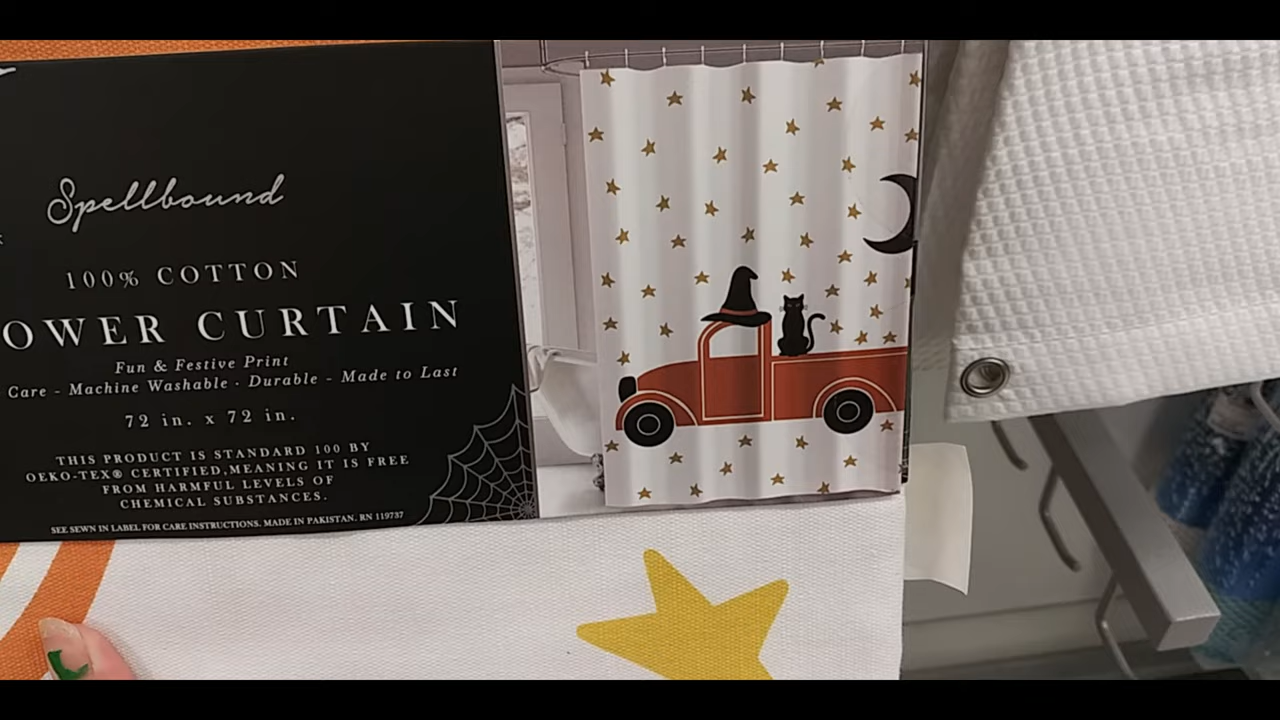 Spellbound
100% COTTON
OWER CURTAIN
Fun & Festive Print
Care - Machine Washable · Durable - Made to Last
72 in. x 72 in.
THIS PRODUCT IS STANDARD 100 BY
OEKO-TEX® CERTIFIED,MEANING IT IS FREE
FROM HARMFUL LEVELS OF
CHEMICAL SUBSTANCES.
SEE SEWN IN LABEL FOR CARE INSTRUCTIONS. MADE IN PAKISTAN. RN 119737